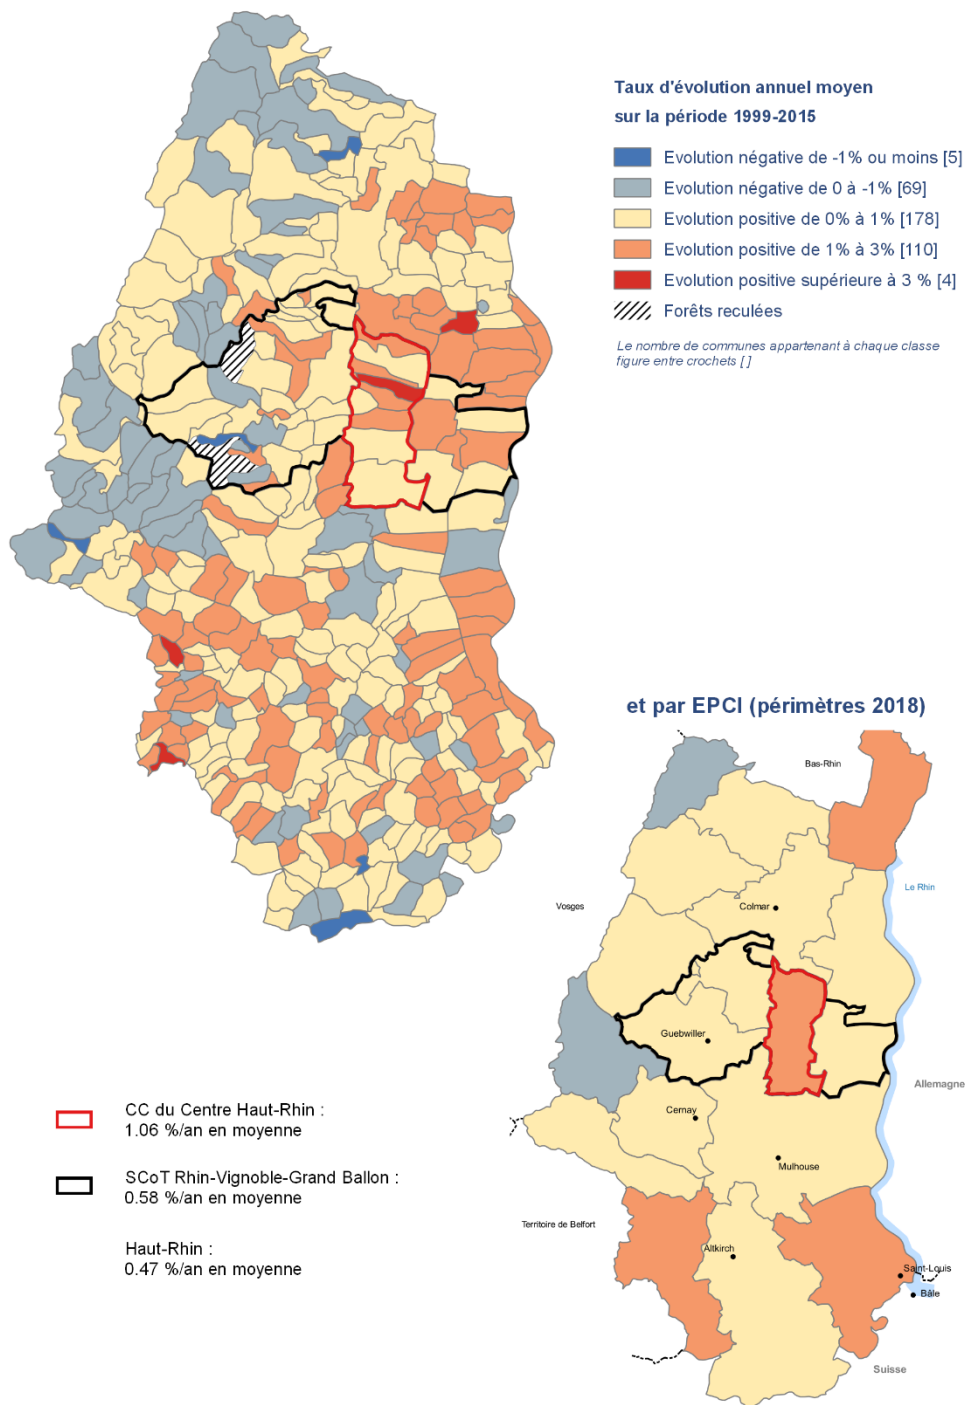 Taux d'évolution annuel moyen
sur la période 1999-2015
Evolution négative de -1% ou moins [5]
Evolution négative de 0 à -1% [69]
Evolution positive de 0% à 1% [178]
Evolution positive de 1% à 3% [110]
Evolution positive supérieure à 3 % [4]
Forêts reculées
Le nombre de communes appartenant à chaque classe
figure entre crochets [ ]
et par EPCI (périmètres 2018)
Bas-Rhin
Le Rhin
Vosges
Colmar
Guebwiller
Allemagne
Cernay
Mulhouse
Territoire de Belfort
Altkirch
Saint-Louis
Bâle
Suisse
CC du Centre Haut-Rhin :
1.06 %/an en moyenne
SCoT Rhin-Vignoble-Grand Ballon :
0.58 %/an en moyenne
Haut-Rhin :
0.47 %/an en moyenne